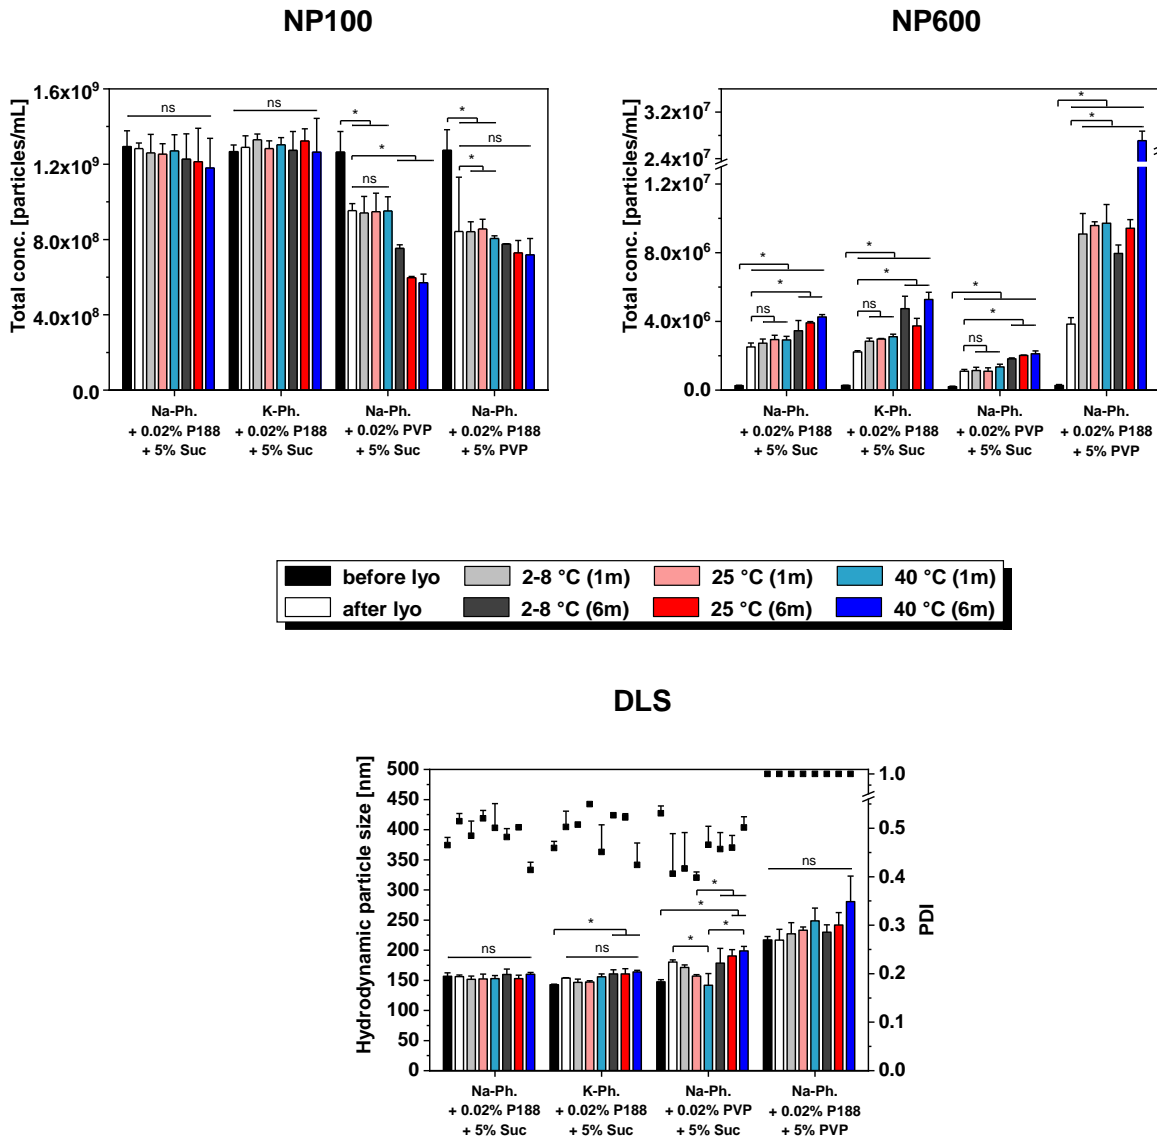 NP100
NP600
Total conc. [particles/mL]
1.6x10⁹
1.2x10⁹
8.0x10⁸
4.0x10⁸
0.0
ns
ns
*
*
ns
*
ns
*
Na-Ph.
+ 0.02% P188
+ 5% Suc
K-Ph.
+ 0.02% P188
+ 5% Suc
Na-Ph.
+ 0.02% PVP
+ 5% Suc
Na-Ph.
+ 0.02% P188
+ 5% PVP
Total conc. [particles/mL]
3.2x10⁷
2.4x10⁷
1.2x10⁷
8.0x10⁶
4.0x10⁶
0.0
*
*
ns
*
*
ns
*
*
ns
*
*
Na-Ph.
+ 0.02% P188
+ 5% Suc
K-Ph.
+ 0.02% P188
+ 5% Suc
Na-Ph.
+ 0.02% PVP
+ 5% Suc
Na-Ph.
+ 0.02% P188
+ 5% PVP
before lyo 2-8 °C (1m) 25 °C (1m) 40 °C (1m)
after lyo 2-8 °C (6m) 25 °C (6m) 40 °C (6m)
DLS
Hydrodynamic particle size [nm]
500
450
400
350
300
250
200
150
100
50
0
ns
*
ns
*
*
*
*
ns
1.0
0.5
0.4
0.3
0.2
0.1
0.0
PDI
Na-Ph.
+ 0.02% P188
+ 5% Suc
K-Ph.
+ 0.02% P188
+ 5% Suc
Na-Ph.
+ 0.02% PVP
+ 5% Suc
Na-Ph.
+ 0.02% P188
+ 5% PVP